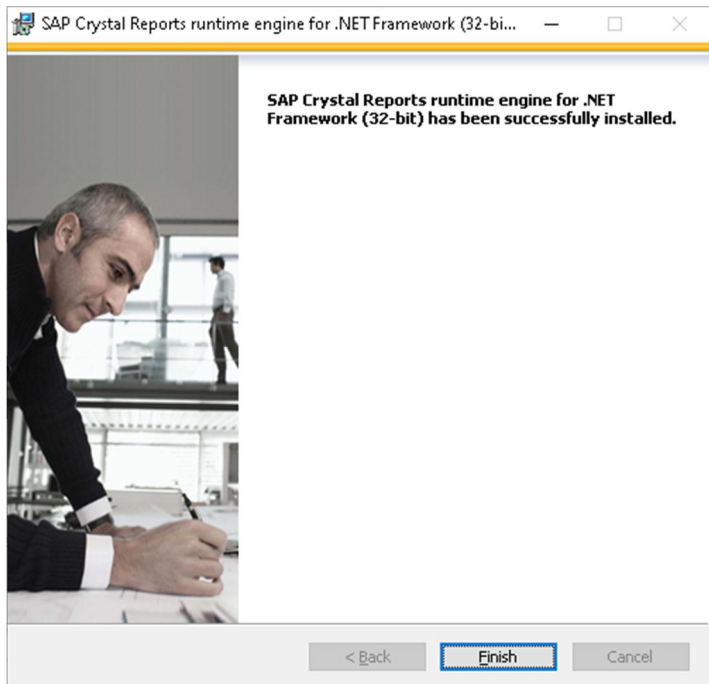 SAP Crystal Reports runtime engine for .NET Framework (32-bi...
SAP Crystal Reports runtime engine for .NET
Framework (32-bit) has been successfully installed.
< Back
Finish
Cancel